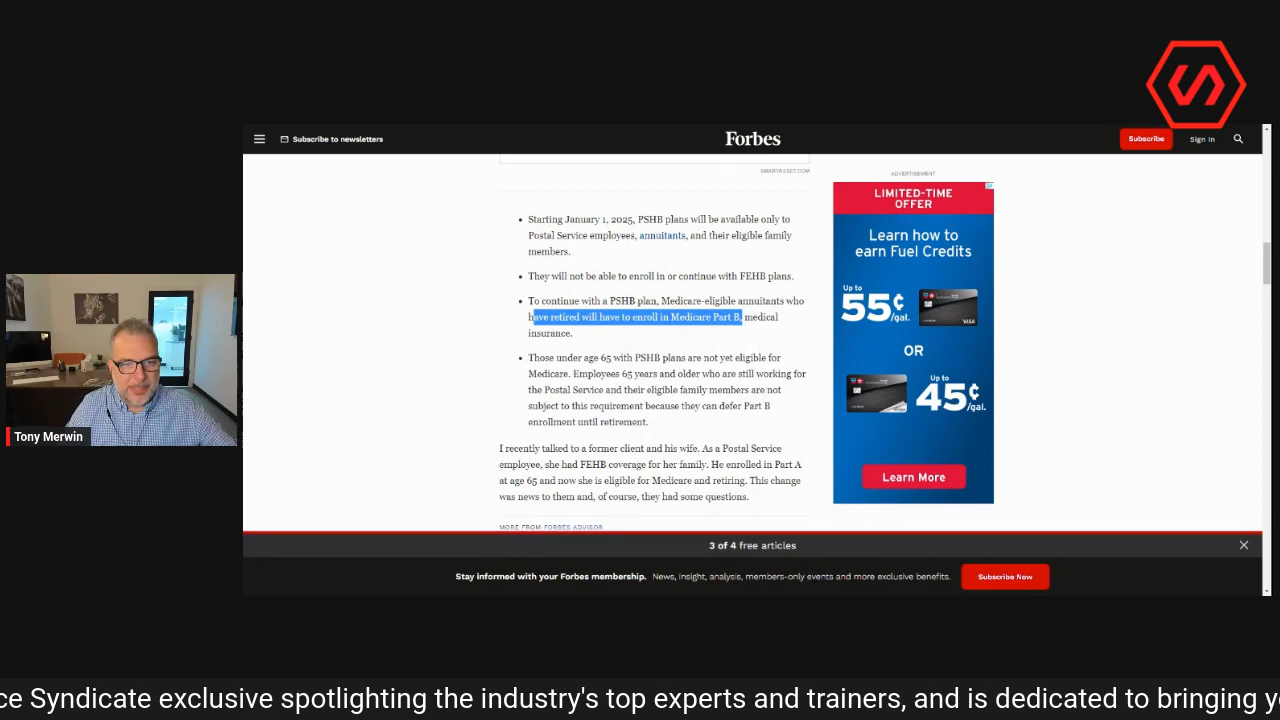 Subscribe to newsletters
Forbes
Subscribe
Sign In
SMARTASSET.COM
ADVERTISEMENT
Starting January 1, 2025, PSHB plans will be available only to
Postal Service employees, annuitants, and their eligible family
members.
They will not be able to enroll in or continue with FEHB plans.
To continue with a PSHB plan, Medicare-eligible annuitants who
have retired will have to enroll in Medicare Part B, medical
insurance.
Those under age 65 with PSHB plans are not yet eligible for
Medicare. Employees 65 years and older who are still working for
the Postal Service and their eligible family members are not
subject to this requirement because they can defer Part B
enrollment until retirement.
I recently talked to a former client and his wife. As a Postal Service
employee, she had FEHB coverage for her family. He enrolled in Part A
at age 65 and now she is eligible for Medicare and retiring. This change
was news to them and, of course, they had some questions.
MORE FROM FORBES ADVISOR
LIMITED-TIME
OFFER
Learn how to
earn Fuel Credits
Up to
55¢
/gal.
VISA
OR
Up to
45¢
/gal.
Learn More
Tony Merwin
3 of 4 free articles
Stay informed with your Forbes membership. News, insight, analysis, members-only events and more exclusive benefits.
Subscribe Now
ce Syndicate exclusive spotlighting the industry's top experts and trainers, and is dedicated to bringing y